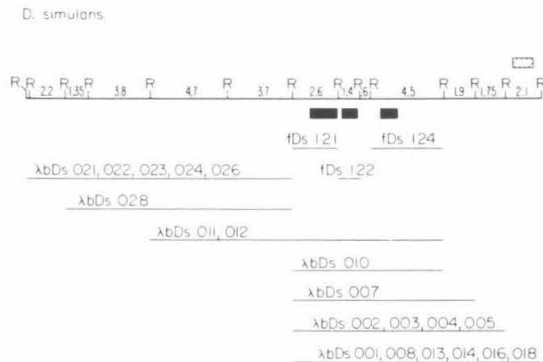 D. simulans
R R R R R R R R R R R R R
2.2 1.35 3.8 4.7 3.7 2.6 1.4 .6 4.5 1.9 1.75 2.1
fDs 121 fDs 124
λbDs 021, 022, 023, 024, 026 fDs 122
λbDs 028
λbDs 011, 012
λbDs 010
λbDs 007
λbDs 002, 003, 004, 005
λbDs 001, 008, 013, 014, 016, 018